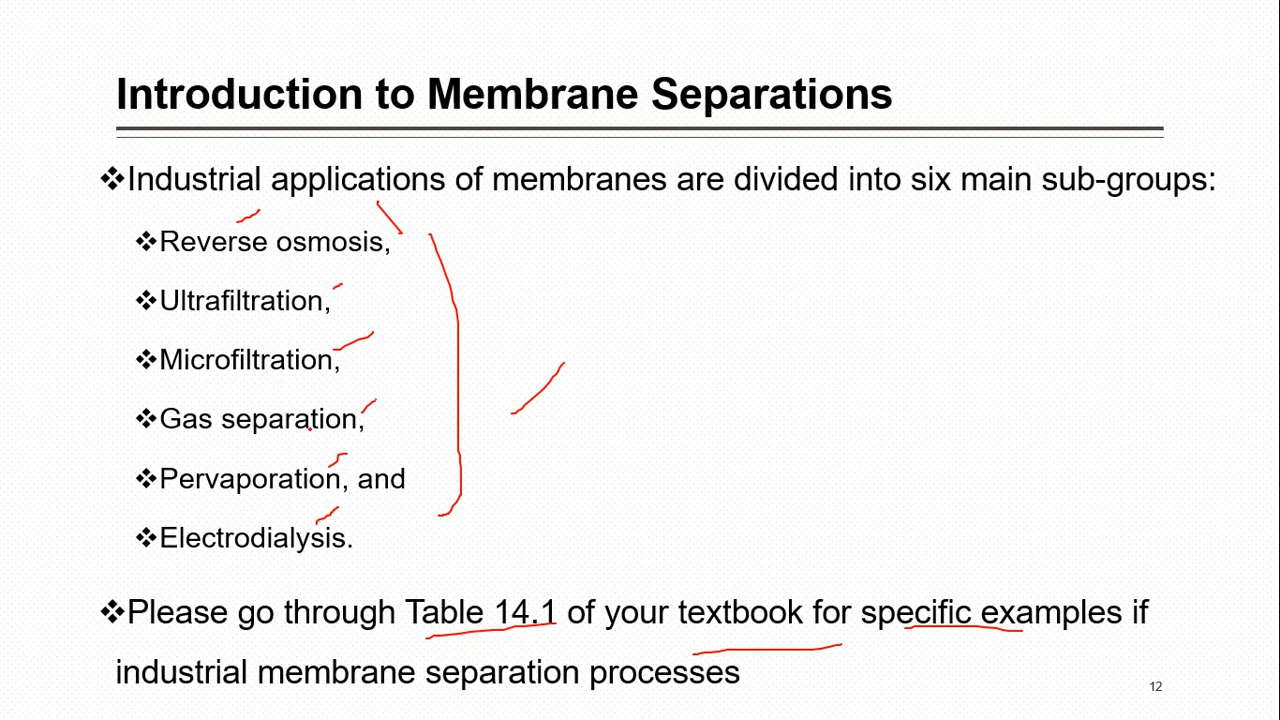 Introduction to Membrane Separations
❖Industrial applications of membranes are divided into six main sub-groups:
❖Reverse osmosis,
❖Ultrafiltration,
❖Microfiltration,
❖Gas separation,
❖Pervaporation, and
❖Electrodialysis.
❖Please go through Table 14.1 of your textbook for specific examples if
industrial membrane separation processes
12